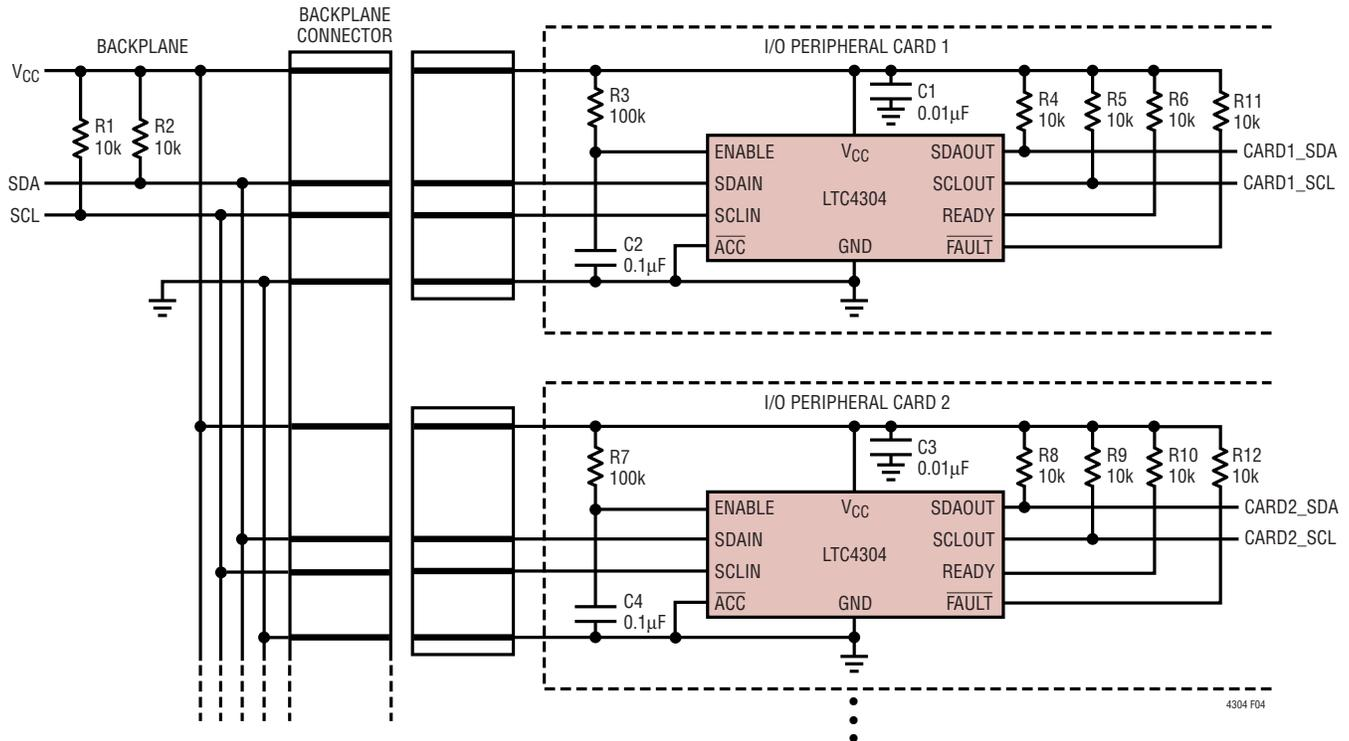 BACKPLANE
CONNECTOR
BACKPLANE
I/O PERIPHERAL CARD 1
VCC
R1
10k
R2
10k
SDA
SCL
R3
100k
C1
0.01µF
R4
10k
R5
10k
R6
10k
R11
10k
ENABLE
VCC
SDAOUT
CARD1_SDA
SDAIN
SCLOUT
CARD1_SCL
LTC4304
SCLIN
READY
ACC
GND
FAULT
C2
0.1µF
I/O PERIPHERAL CARD 2
R7
100k
C3
0.01µF
R8
10k
R9
10k
R10
10k
R12
10k
ENABLE
VCC
SDAOUT
CARD2_SDA
SDAIN
SCLOUT
CARD2_SCL
LTC4304
SCLIN
READY
ACC
GND
FAULT
C4
0.1µF
4304 F04